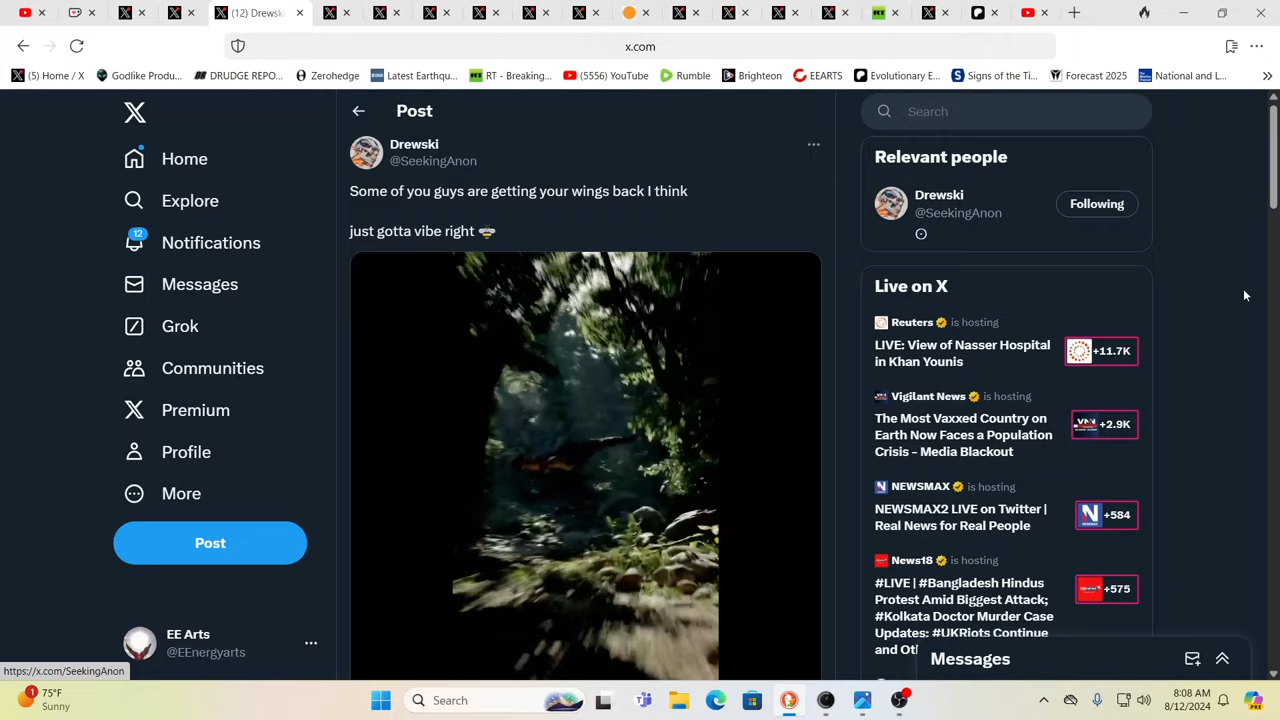 (12) Drewski
x.com
(5) Home / X
Godlike Produ...
DRUDGE REPO...
Zerohedge
Latest Earthqu...
RT - Breaking...
(5556) YouTube
Rumble
Brighteon
EEARTS
Evolutionary E...
Signs of the Ti...
Forecast 2025
National and L...
Home
Explore
12
Notifications
Messages
Grok
Communities
Premium
Profile
More
Post
EE Arts
@EEnergyarts
https://x.com/SeekingAnon
Post
Drewski
@SeekingAnon
Some of you guys are getting your wings back I think
just gotta vibe right
Search
Relevant people
Drewski
@SeekingAnon
Following
Live on X
Reuters is hosting
LIVE: View of Nasser Hospital
in Khan Younis
+11.7K
Vigilant News is hosting
The Most Vaxxed Country on
Earth Now Faces a Population
Crisis – Media Blackout
+2.9K
NEWSMAX is hosting
NEWSMAX2 LIVE on Twitter |
Real News for Real People
+584
News18 is hosting
#LIVE | #Bangladesh Hindus
Protest Amid Biggest Attack;
#Kolkata Doctor Murder Case
Updates: #UKRiots Continue
and Ot
+575
Messages
1
75°F
Sunny
Search
8:08 AM
8/12/2024